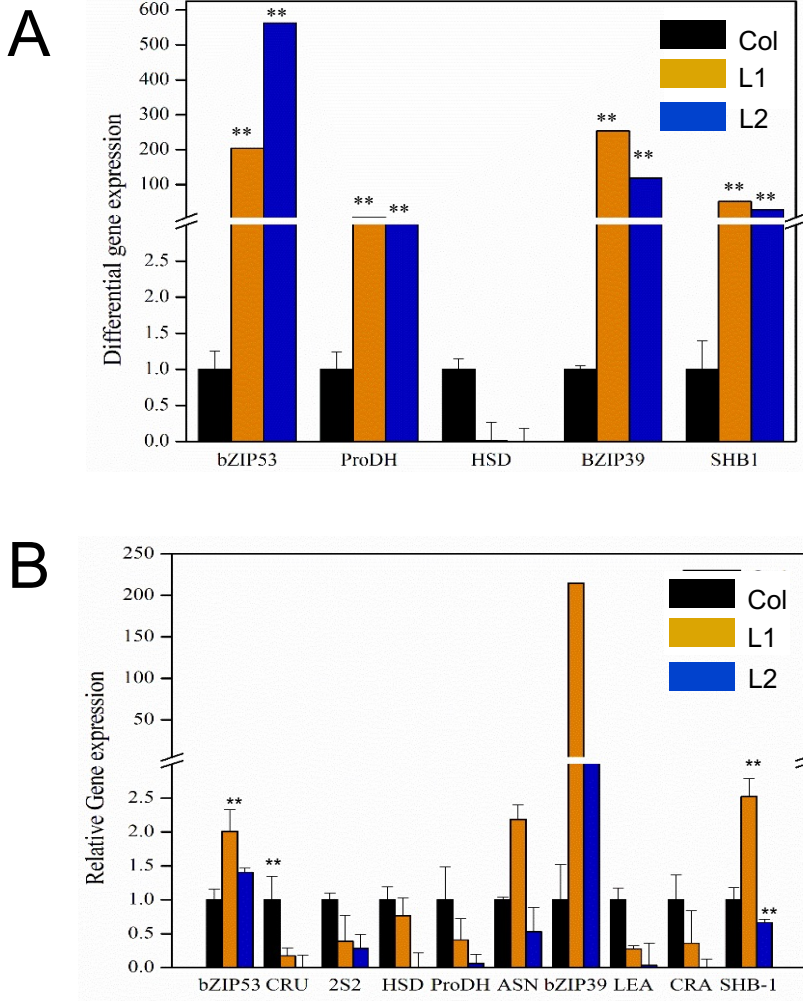 A
Differential gene expression
600
500
400
300
200
100
2.5
2.0
1.5
1.0
0.5
0.0
**
**
**
**
**
**
**
**
Col
L1
L2
bZIP53 ProDH HSD BZIP39 SHB1
B
Relative Gene expression
250
200
150
100
50
2.5
2.0
1.5
1.0
0.5
0.0
**
**
**
**
Col
L1
L2
bZIP53 CRU 2S2 HSD ProDH ASN bZIP39 LEA CRA SHB-1